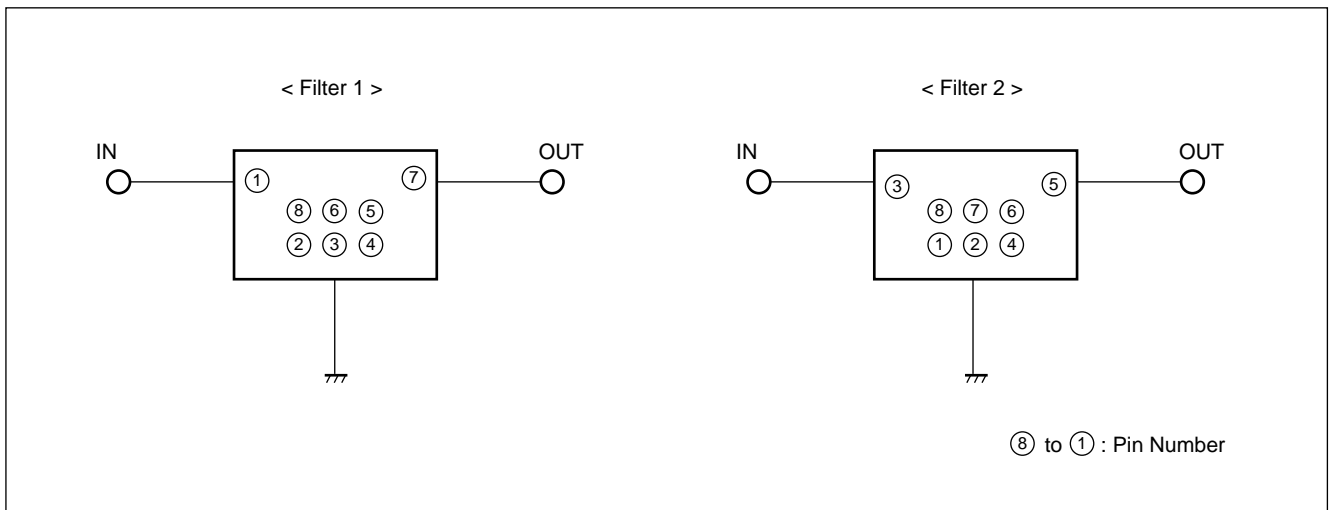 < Filter 1 >
IN
OUT
① ⑦
⑧ ⑥ ⑤
② ③ ④
< Filter 2 >
IN
OUT
③ ⑤
⑧ ⑦ ⑥
① ② ④
⑧ to ① : Pin Number